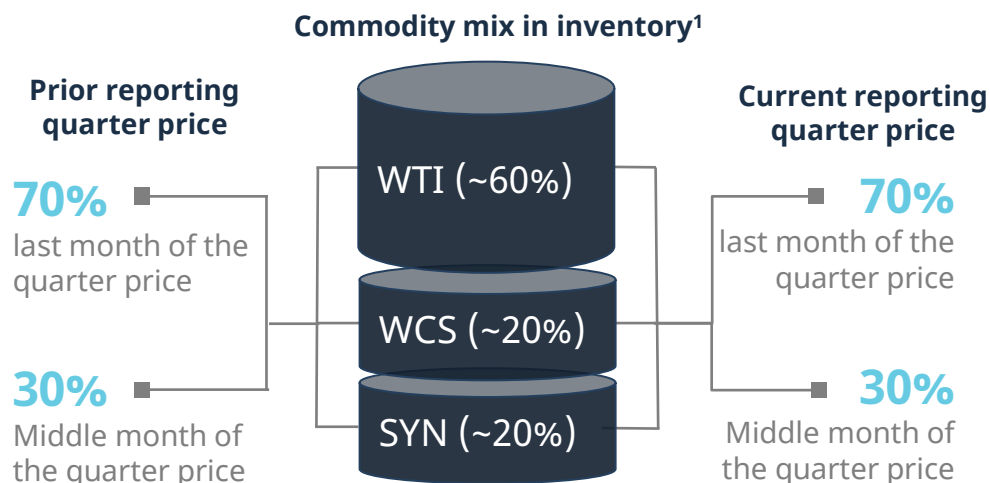 Commodity mix in inventory¹
Prior reporting
quarter price
70%
last month of the
quarter price
30%
Middle month of
the quarter price
WTI (~60%)
WCS (~20%)
SYN (~20%)
Current reporting
quarter price
70%
last month of the
quarter price
30%
Middle month of
the quarter price